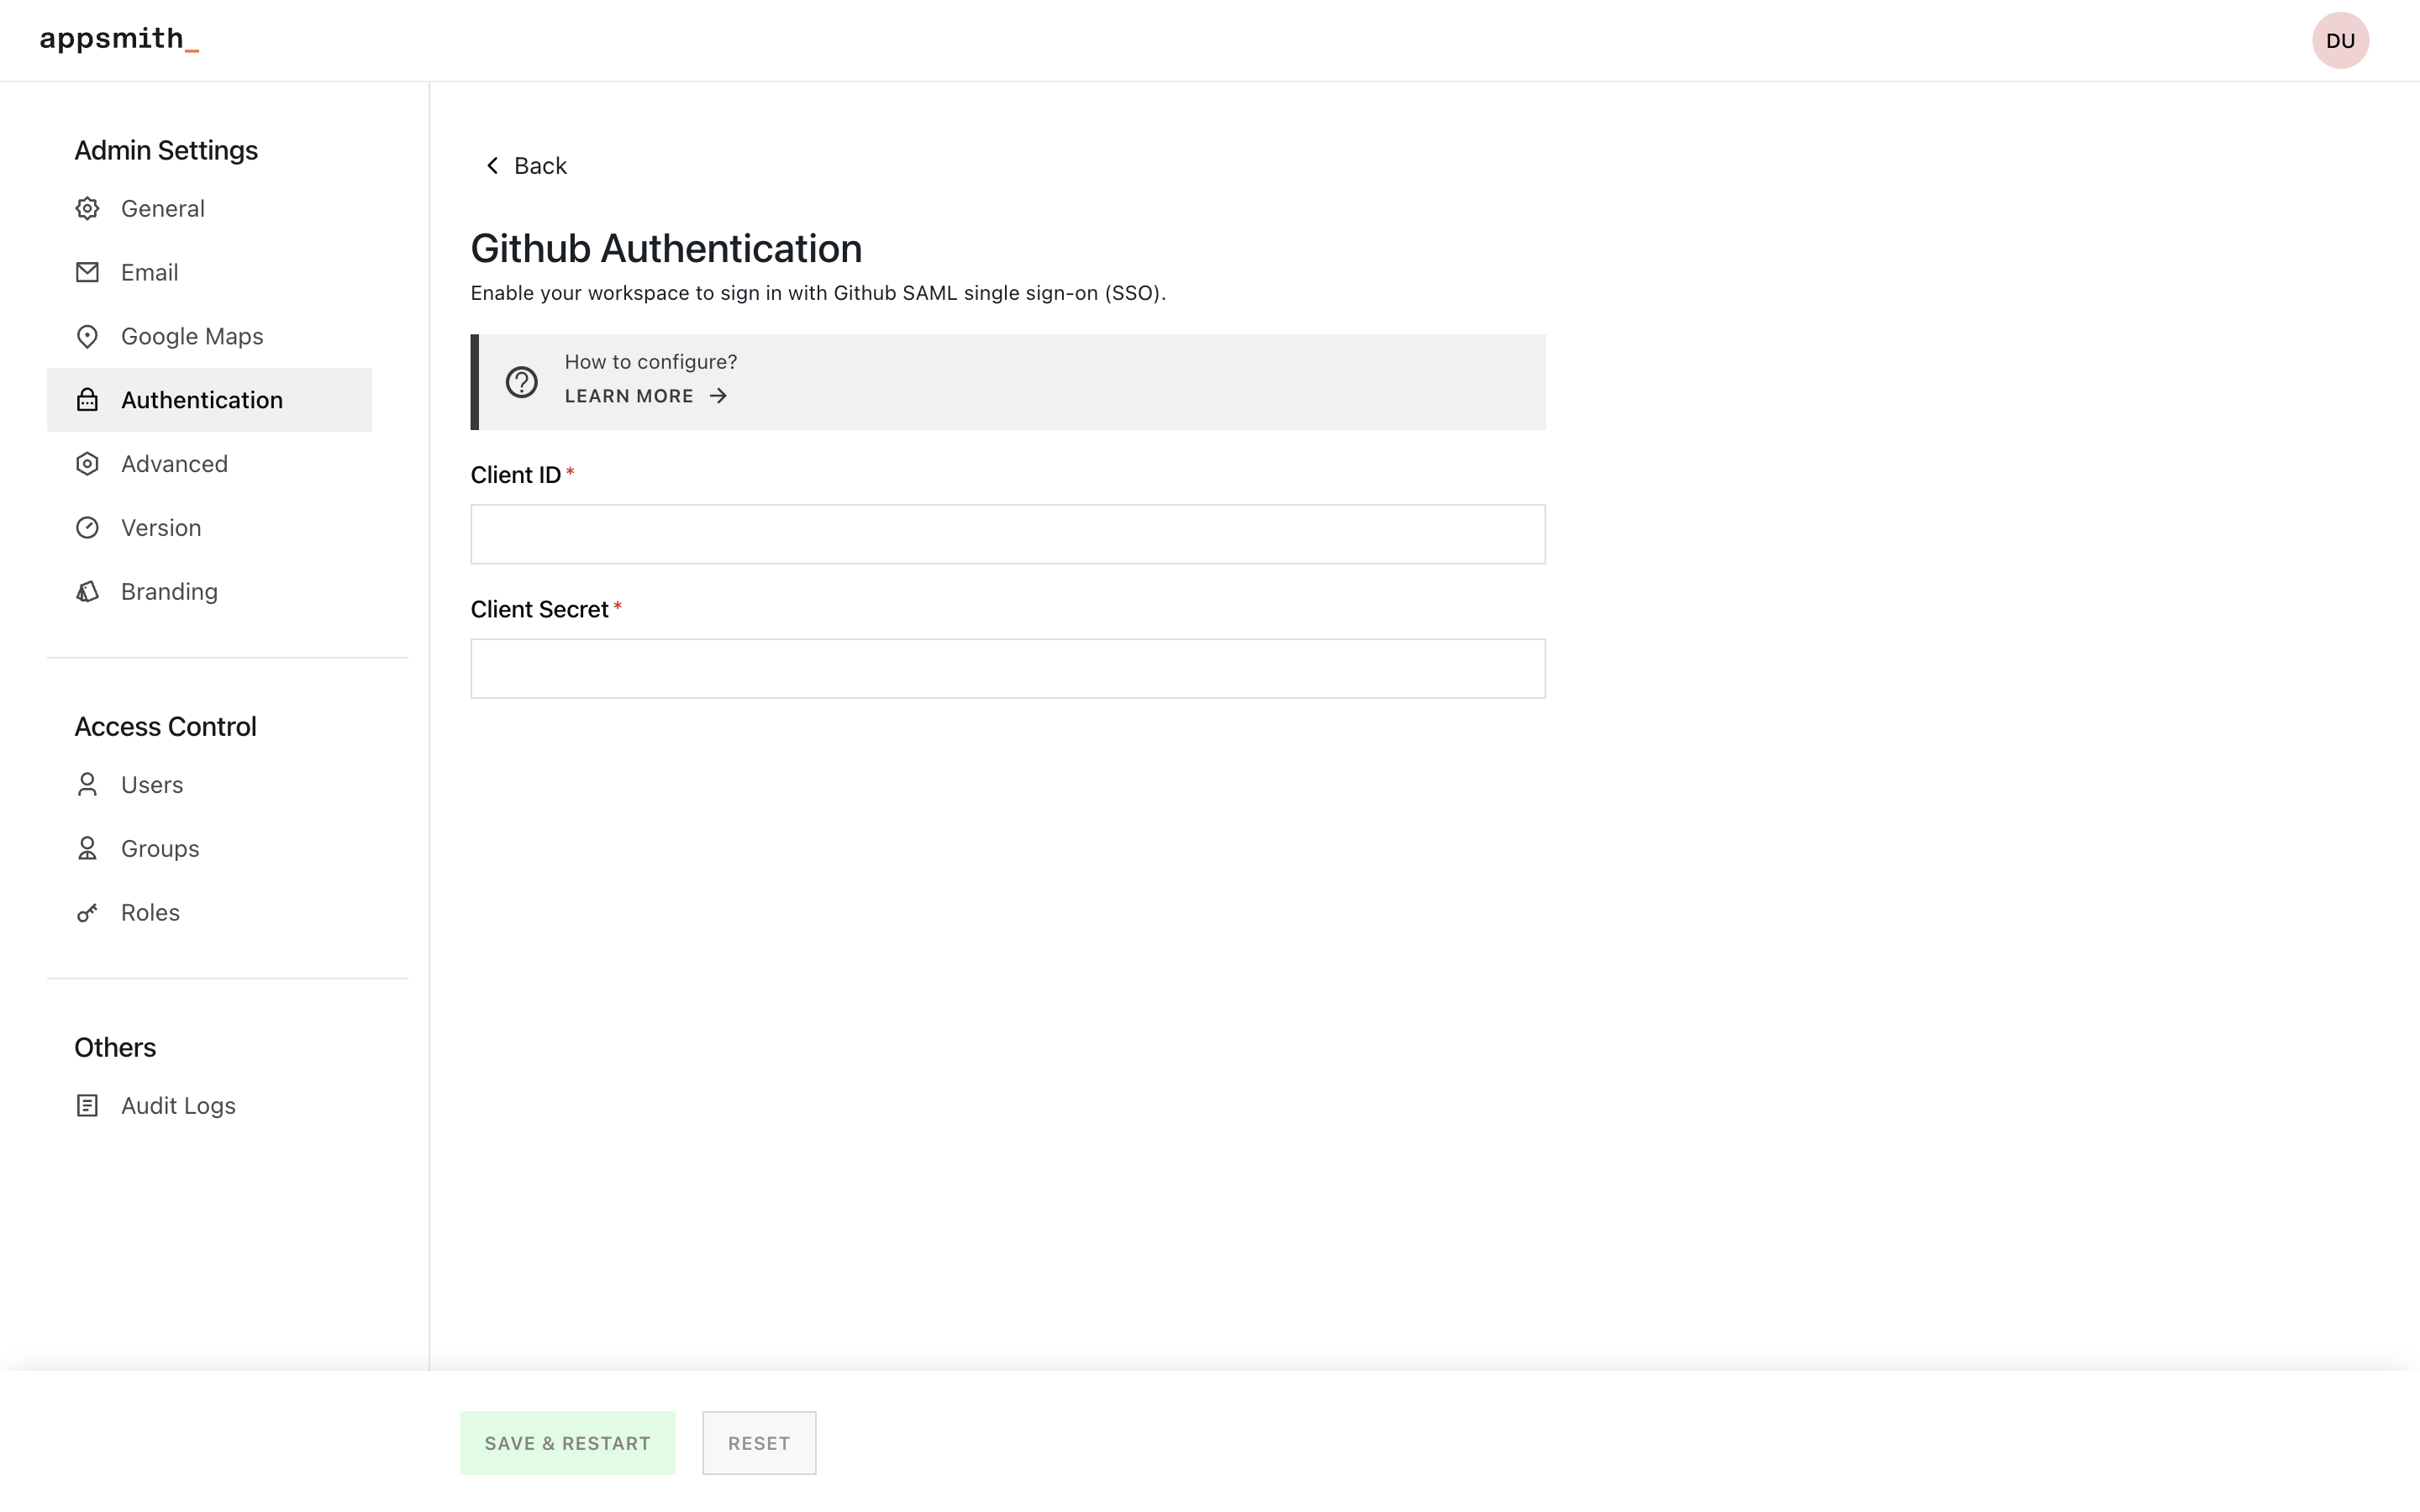 appsmith_
DU
Admin Settings
General
Email
Google Maps
Authentication
Advanced
Version
Branding
Access Control
Users
Groups
Roles
Others
Audit Logs
Back
Github Authentication
Enable your workspace to sign in with Github SAML single sign-on (SSO).
How to configure?
LEARN MORE →
Client ID *
Client Secret *
SAVE & RESTART
RESET